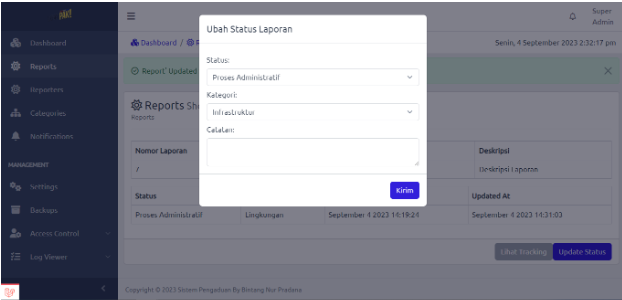 Super
Admin
Ubah Status Laporan
Dashboard
Dashboard /
Senin, 4 September 2023 2:32:17 pm
Status:
Reports
Report' Updated
Proses Administratif
Reporters
Kategori:
Reports
Infrastruktur
Categories
Reports
Catatan:
Notifications
Nomor Laporan
Deskripsi
MANAGEMENT
/
Deskripsi Laporan
Settings
Kirim
Status
Updated At
Backups
Proses Administratif
Lingkungan
September 4 2023 14:19:24
September 4 2023 14:31:03
Access Control
Log Viewer
Lihat Tracking
Update Status
Copyright © 2023 Sistem Pengaduan By Bintang Nur Pradana